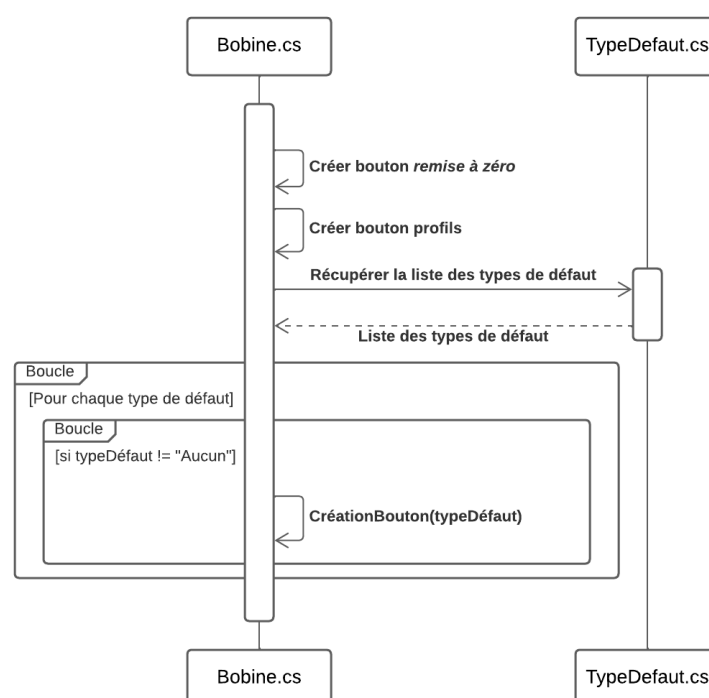 Bobine.cs
TypeDefaut.cs
Créer bouton remise à zéro
Créer bouton profils
Récupérer la liste des types de défaut
Liste des types de défaut
Boucle
[Pour chaque type de défaut]
Boucle
[si typeDéfaut != "Aucun"]
CréationBouton(typeDéfaut)
Bobine.cs
TypeDefaut.cs